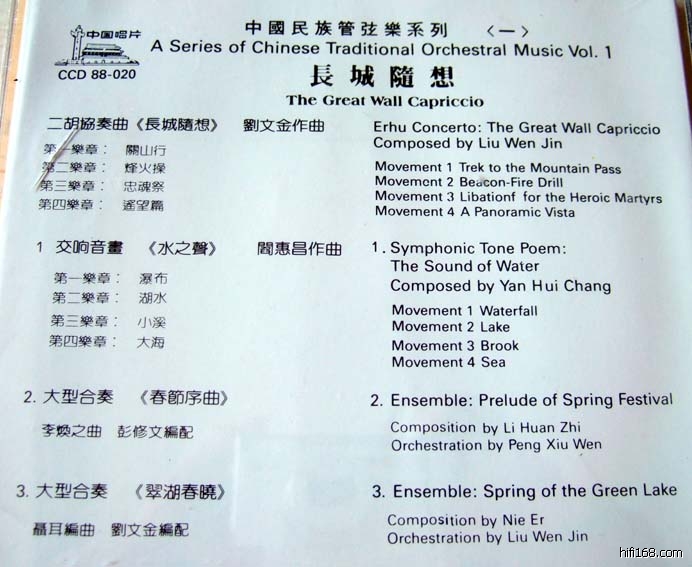 中国唱片
CCD 88-020
中國民族管弦樂系列 〈一〉
A Series of Chinese Traditional Orchestral Music Vol. 1
長城隨想
The Great Wall Capriccio
二胡協奏曲《長城隨想》 劉文金作曲
第一樂章： 關山行
第二樂章： 烽火操
第三樂章： 忠魂祭
第四樂章： 遙望篇
Erhu Concerto: The Great Wall Capriccio
Composed by Liu Wen Jin
Movement 1 Trek to the Mountain Pass
Movement 2 Beacon-Fire Drill
Movement 3 Libationf for the Heroic Martyrs
Movement 4 A Panoramic Vista
1 交响音畫 《水之聲》 閻惠昌作曲
第一樂章： 瀑布
第二樂章： 湖水
第三樂章： 小溪
第四樂章： 大海
1. Symphonic Tone Poem:
The Sound of Water
Composed by Yan Hui Chang
Movement 1 Waterfall
Movement 2 Lake
Movement 3 Brook
Movement 4 Sea
2. 大型合奏 《春節序曲》
李煥之曲 彭修文編配
2. Ensemble: Prelude of Spring Festival
Composition by Li Huan Zhi
Orchestration by Peng Xiu Wen
3. 大型合奏 《翠湖春曉》
聶耳編曲 劉文金編配
3. Ensemble: Spring of the Green Lake
Composition by Nie Er
Orchestration by Liu Wen Jin
hifi168.com